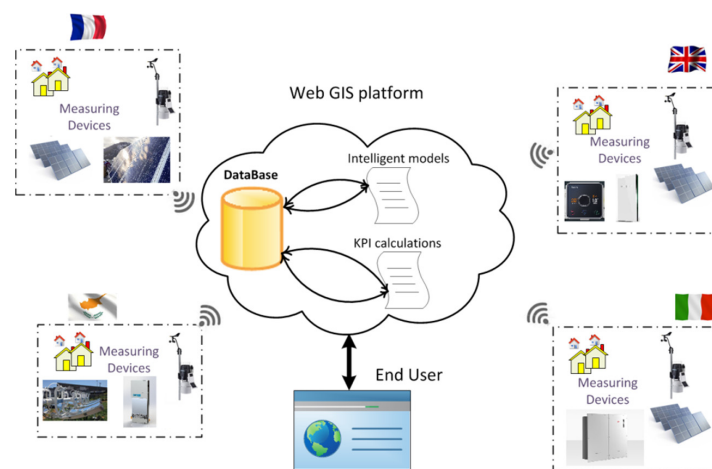 Web GIS platform
Measuring
Devices
Measuring
Devices
DataBase
Intelligent models
KPI calculations
Measuring
Devices
End User
Measuring
Devices